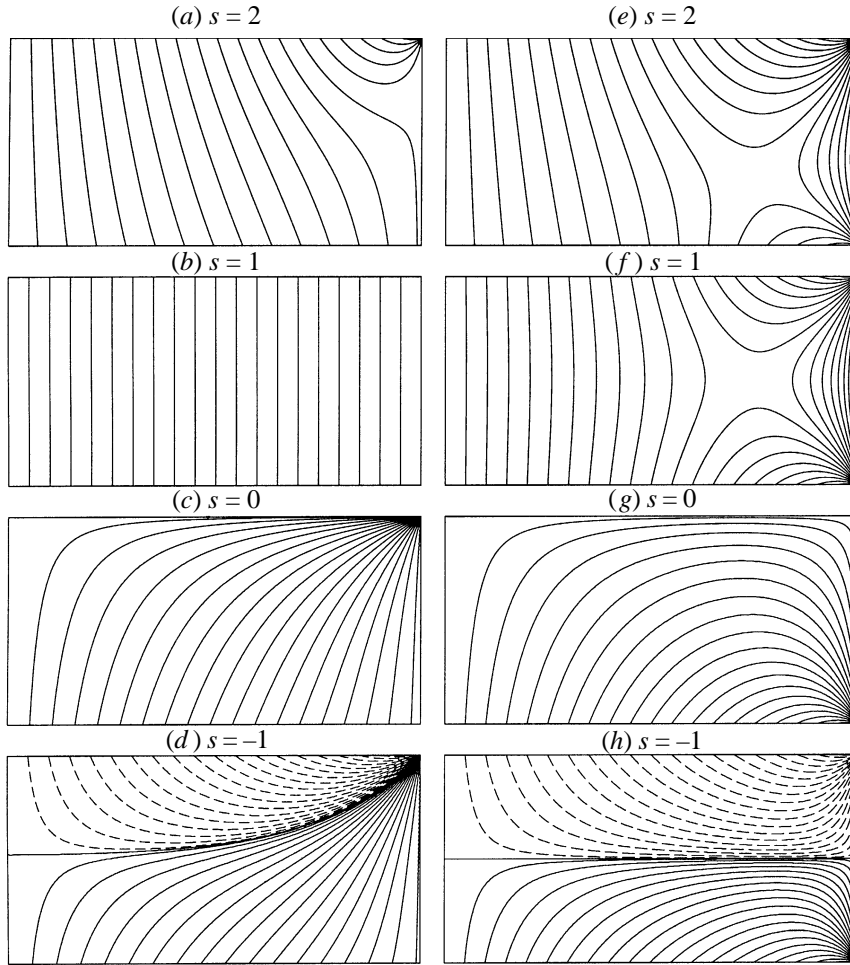 (a) s = 2
(e) s = 2
(b) s = 1
(f) s = 1
(c) s = 0
(g) s = 0
(d) s = –1
(h) s = –1